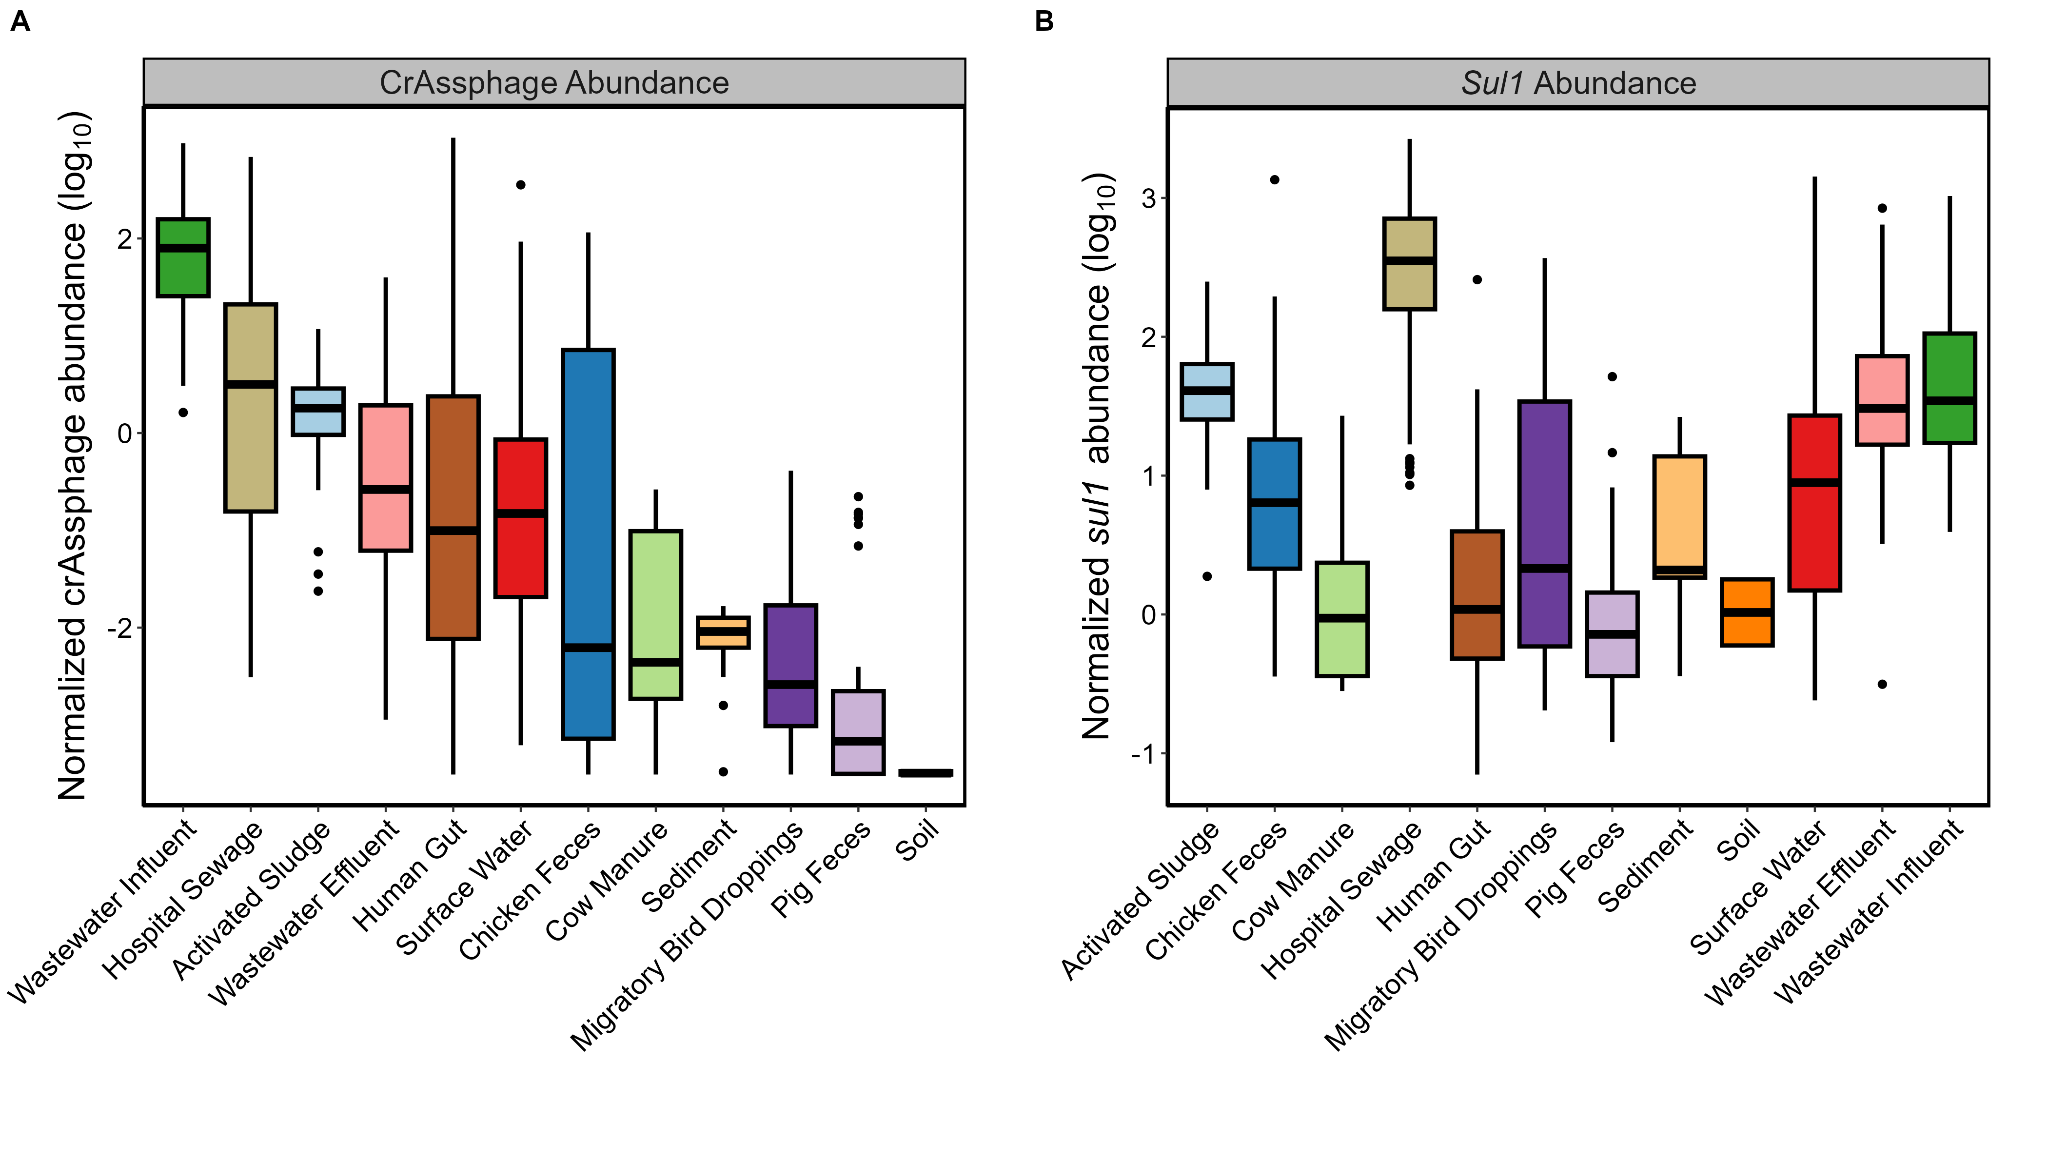 A
CrAssphage Abundance
Normalized crAssphage abundance (log₁₀)
2
0
-2
Wastewater Influent
Hospital Sewage
Activated Sludge
Wastewater Effluent
Human Gut
Surface Water
Chicken Feces
Cow Manure
Sediment
Migratory Bird Droppings
Pig Feces
Soil
B
Sul1 Abundance
Normalized sul1 abundance (log₁₀)
3
2
1
0
-1
Activated Sludge
Chicken Feces
Cow Manure
Hospital Sewage
Human Gut
Migratory Bird Droppings
Pig Feces
Sediment
Soil
Surface Water
Wastewater Effluent
Wastewater Influent